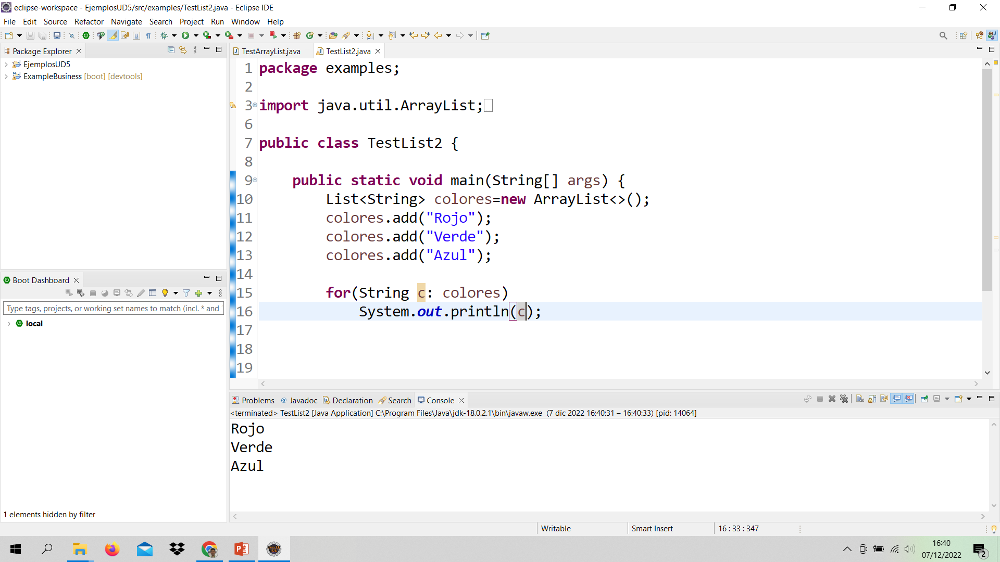 eclipse-workspace - EjemplosUD5/src/examples/TestList2.java - Eclipse IDE
File Edit Source Refactor Navigate Search Project Run Window Help
Package Explorer
EjemplosUD5
ExampleBusiness [boot] [devtools]
TestArrayList.java TestList2.java
1 package examples;
2
3 import java.util.ArrayList;
6
7 public class TestList2 {
8
9 public static void main(String[] args) {
10 List<String> colores=new ArrayList<>();
11 colores.add("Rojo");
12 colores.add("Verde");
13 colores.add("Azul");
14
15 for(String c: colores)
16 System.out.println(c);
17
18
19
Boot Dashboard
Type tags, projects, or working set names to match (incl. * and
local
1 elements hidden by filter
Problems @ Javadoc Declaration Search Console
<terminated> TestList2 [Java Application] C:\Program Files\Java\jdk-18.0.2.1\bin\javaw.exe (7 dic 2022 16:40:31 – 16:40:33) [pid: 14064]
Rojo
Verde
Azul
Writable Smart Insert 16 : 33 : 347
16:40
07/12/2022
2